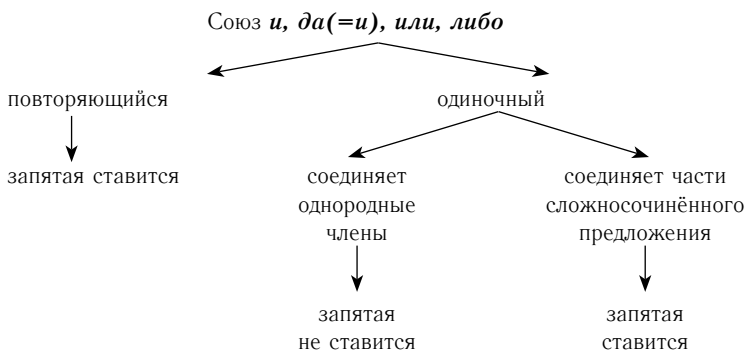 Союз и, да(=и), или, либо
повторяющийся
одиночный
запятая ставится
соединяет
однородные
члены
соединяет части
сложносочинённого
предложения
запятая
не ставится
запятая
ставится